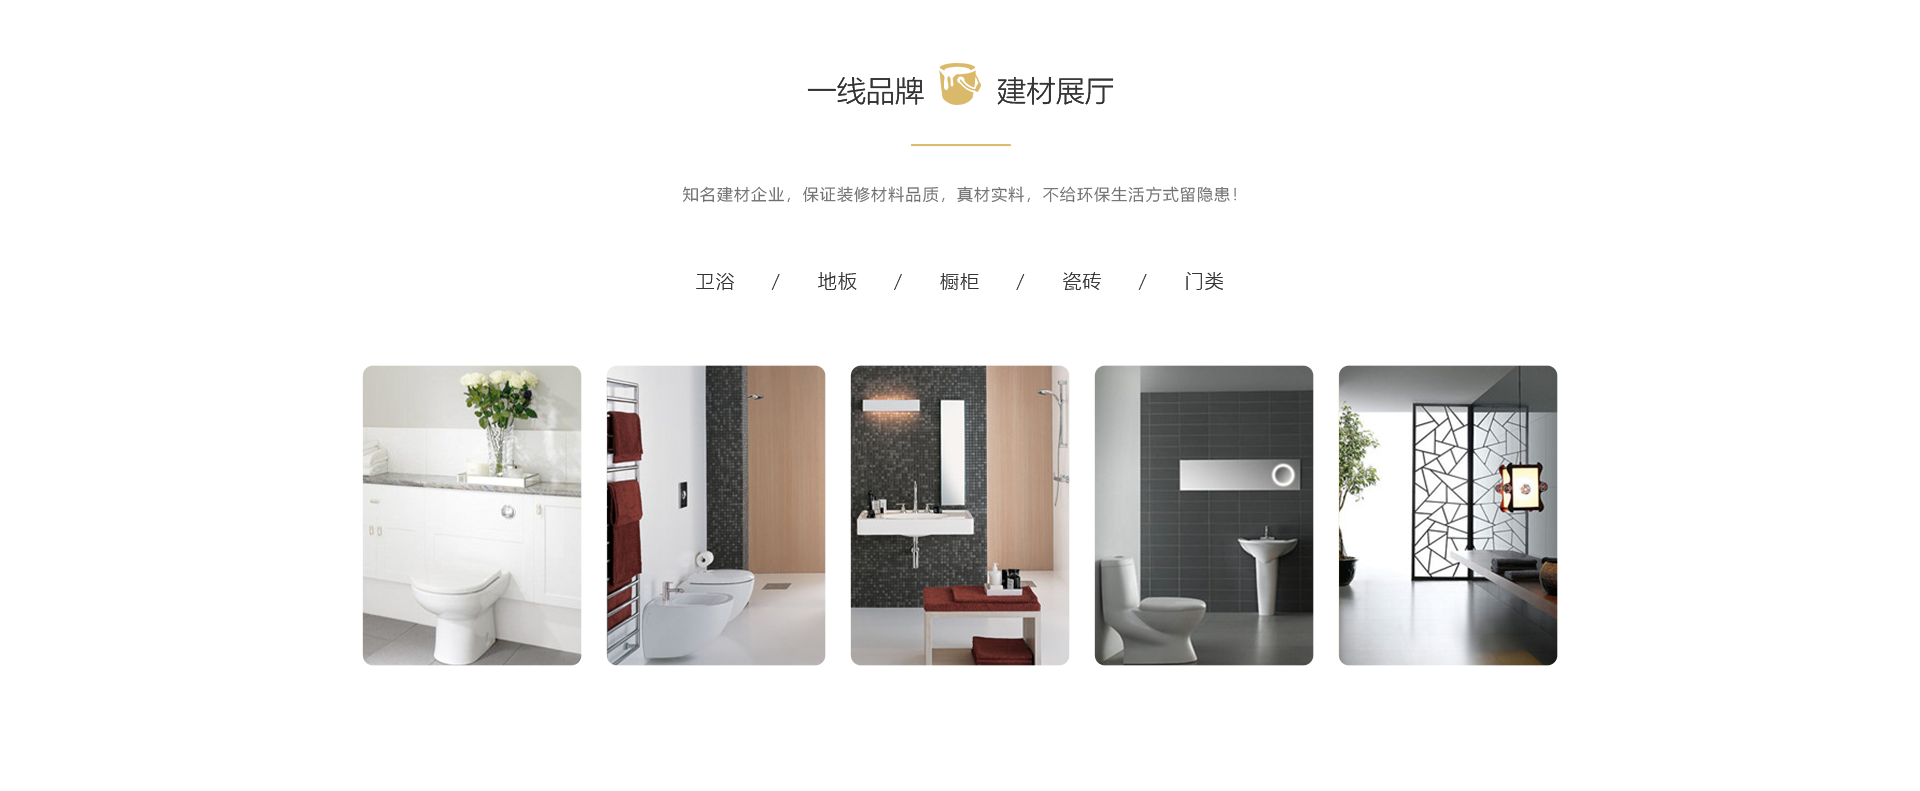 一线品牌 建材展厅
知名建材企业，保证装修材料品质，真材实料，不给环保生活方式留隐患！
卫浴 / 地板 / 橱柜 / 瓷砖 / 门类